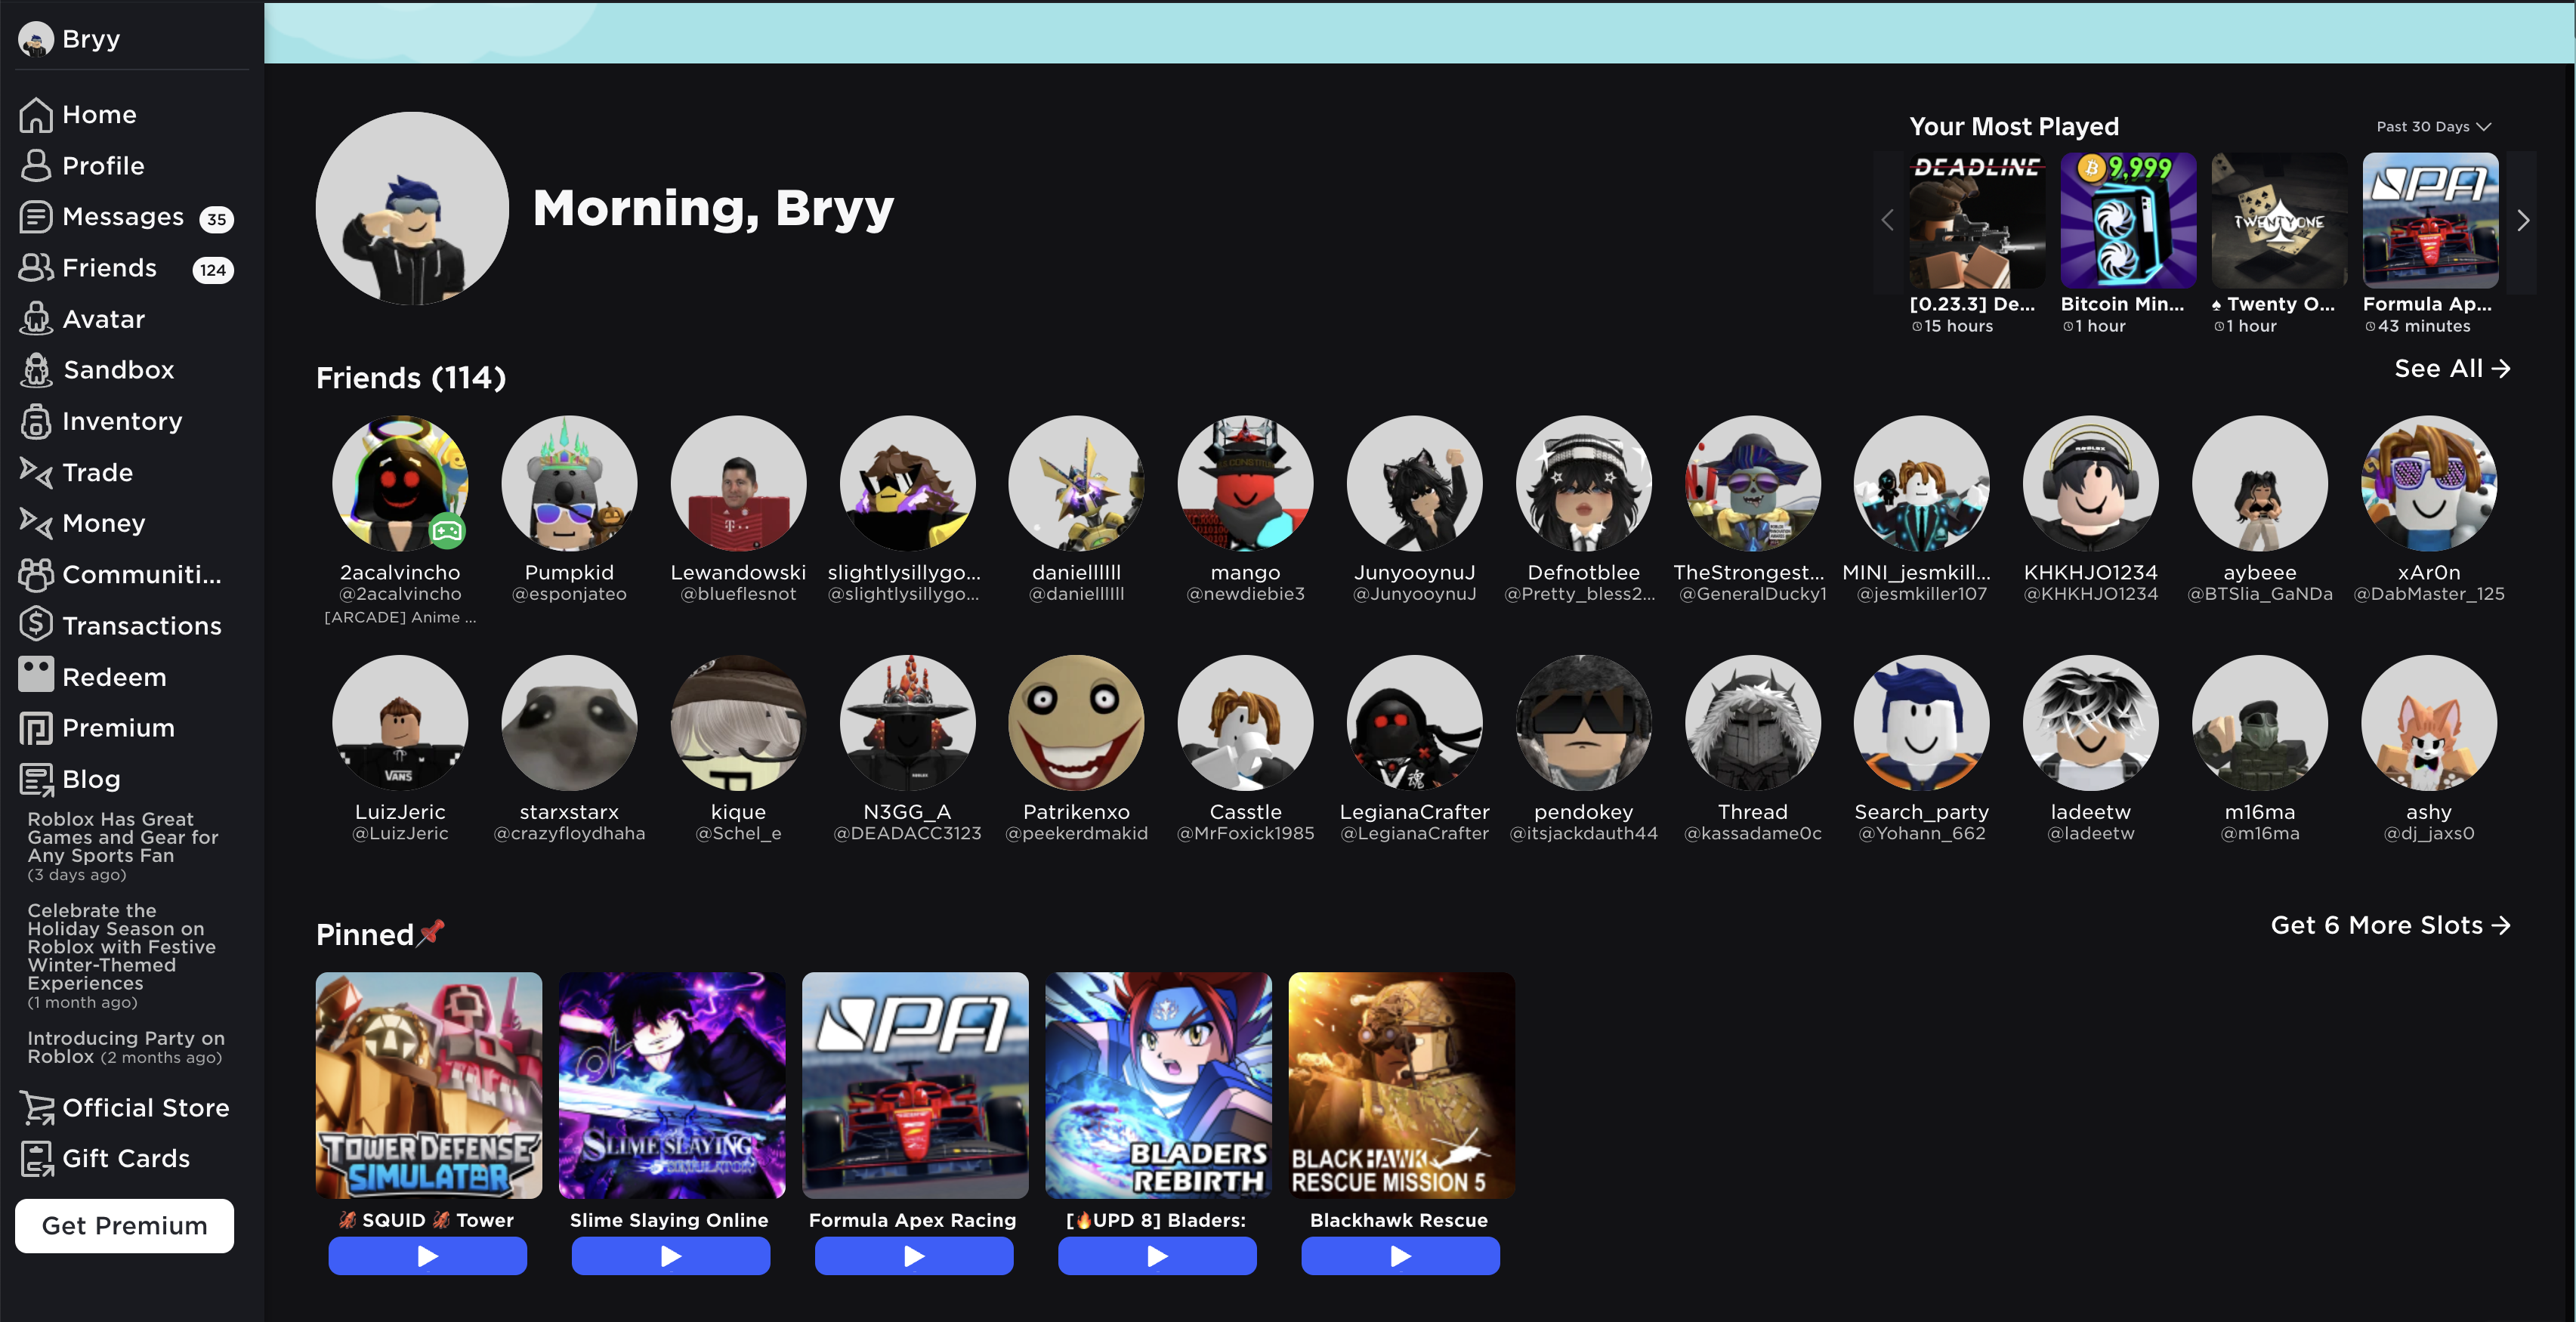 Bryy
Home
Profile
Messages 35
Friends 124
Avatar
Sandbox
Inventory
Trade
Money
Communiti...
Transactions
Redeem
Premium
Blog
Roblox Has Great
Games and Gear for
Any Sports Fan
(3 days ago)
Celebrate the
Holiday Season on
Roblox with Festive
Winter-Themed
Experiences
(1 month ago)
Introducing Party on
Roblox (2 months ago)
Official Store
Gift Cards
Get Premium
Morning, Bryy
Your Most Played
Past 30 Days
DEADLINE
9,999
TWENTY ONE
[0.23.3] De...
Bitcoin Min...
♠ Twenty O...
Formula Ap...
15 hours
1 hour
1 hour
43 minutes
Friends (114)
See All →
2acalvincho
Pumpkid
Lewandowski
slightlysillygo...
daniellllll
mango
JunyooynuJ
Defnotblee
TheStrongest...
MINI_jesmkill...
KHKHJO1234
aybeee
xAr0n
@2acalvincho
@esponjateo
@blueflesnot
@slightlysillygo...
@daniellllll
@newdiebie3
@JunyooynuJ
@Pretty_bless2...
@GeneralDucky1
@jesmkiller107
@KHKHJO1234
@BTSlia_GaNDa
@DabMaster_125
[ARCADE] Anime ...
VANS
魂
LuizJeric
starxstarx
kique
N3GG_A
Patrikenxo
Casstle
LegianaCrafter
pendokey
Thread
Search_party
ladeetw
m16ma
ashy
@LuizJeric
@crazyfloydhaha
@Schel_e
@DEADACC3123
@peekerdmakid
@MrFoxick1985
@LegianaCrafter
@itsjackdauth44
@kassadame0c
@Yohann_662
@ladeetw
@m16ma
@dj_jaxs0
Pinned📌
Get 6 More Slots →
TOWER DEFENSE
SIMULATOR
SLIME SLAYING
SIMULATOR
BLADERS
REBIRTH
BLACKHAWK
RESCUE MISSION 5
🦑 SQUID 🦑 Tower
Slime Slaying Online
Formula Apex Racing
[🔥UPD 8] Bladers:
Blackhawk Rescue